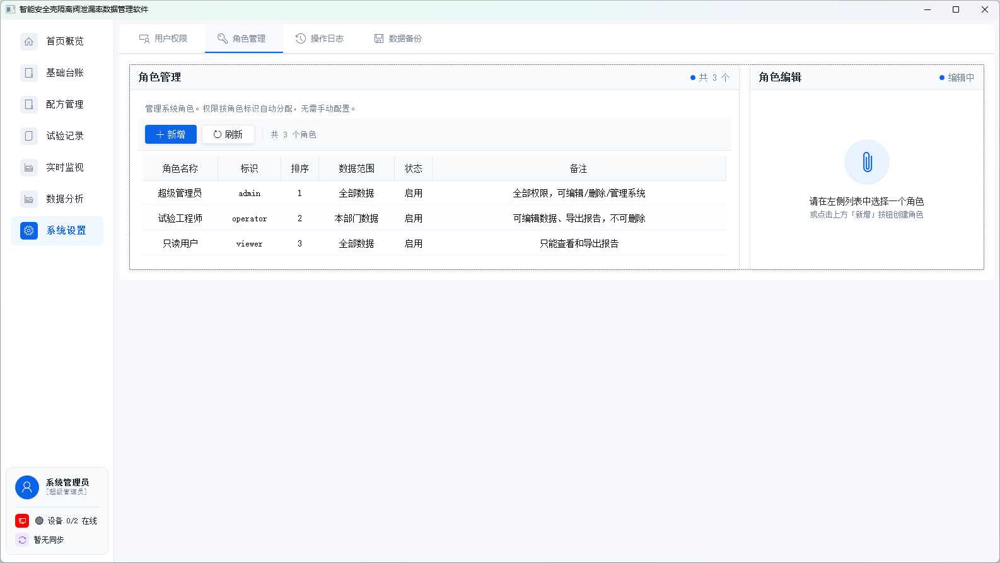 智能安全壳隔离阀泄漏率数据管理软件
首页概览
基础台账
配方管理
试验记录
实时监视
数据分析
系统设置
用户权限 角色管理 操作日志 数据备份
角色管理 共 3 个
管理系统角色。权限按角色标识自动分配，无需手动配置。
新增 刷新 共 3 个角色
角色名称 标识 排序 数据范围 状态 备注
超级管理员 admin 1 全部数据 启用 全部权限，可编辑/删除/管理系统
试验工程师 operator 2 本部门数据 启用 可编辑数据、导出报告，不可删除
只读用户 viewer 3 全部数据 启用 只能查看和导出报告
角色编辑 编辑中
请在左侧列表中选择一个角色
或点击上方「新增」按钮创建角色
系统管理员
[超级管理员]
设备 0/2 在线
暂无同步